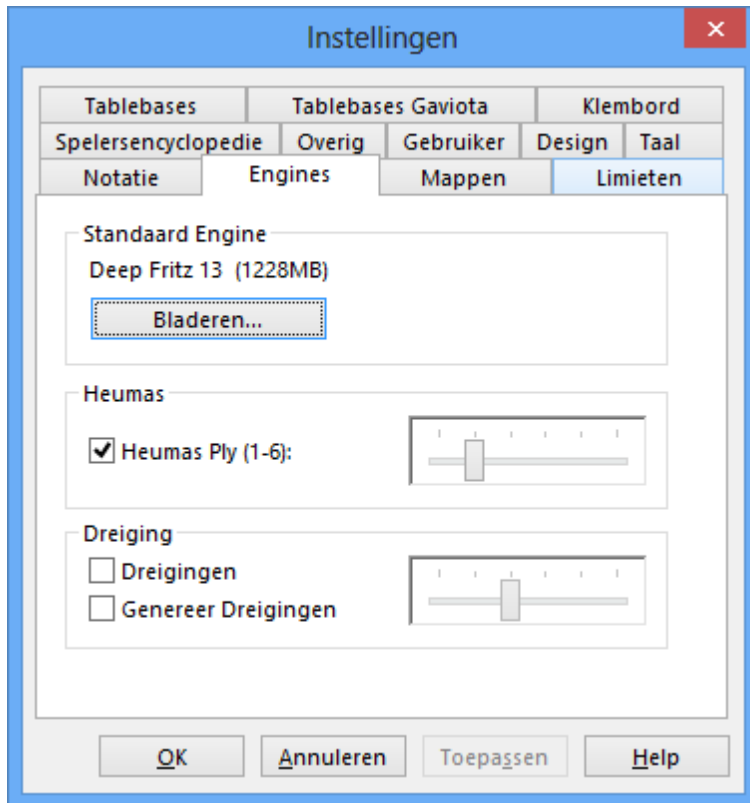 Instellingen
Tablebases Tablebases Gaviota Klembord
Spelersencyclopedie Overig Gebruiker Design Taal
Notatie Engines Mappen Limieten
Standaard Engine
Deep Fritz 13 (1228MB)
Bladeren...
Heumas
Heumas Ply (1-6):
Dreiging
Dreigingen
Genereer Dreigingen
OK Annuleren Toepassen Help